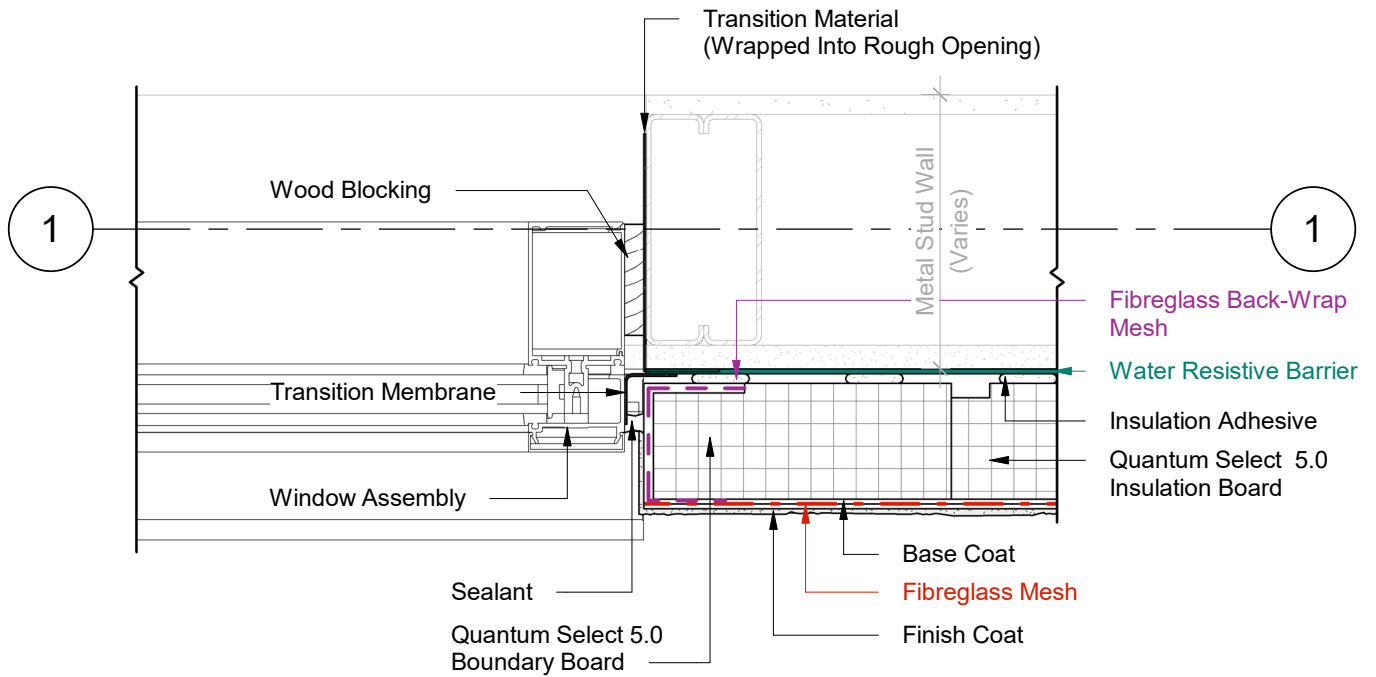 Transition Material
(Wrapped Into Rough Opening)
Wood Blocking
1
1
Metal Stud Wall
(Varies)
Fibreglass Back-Wrap
Mesh
Water Resistive Barrier
Transition Membrane
Insulation Adhesive
Quantum Select 5.0
Insulation Board
Window Assembly
Base Coat
Sealant
Fibreglass Mesh
Quantum Select 5.0
Boundary Board
Finish Coat